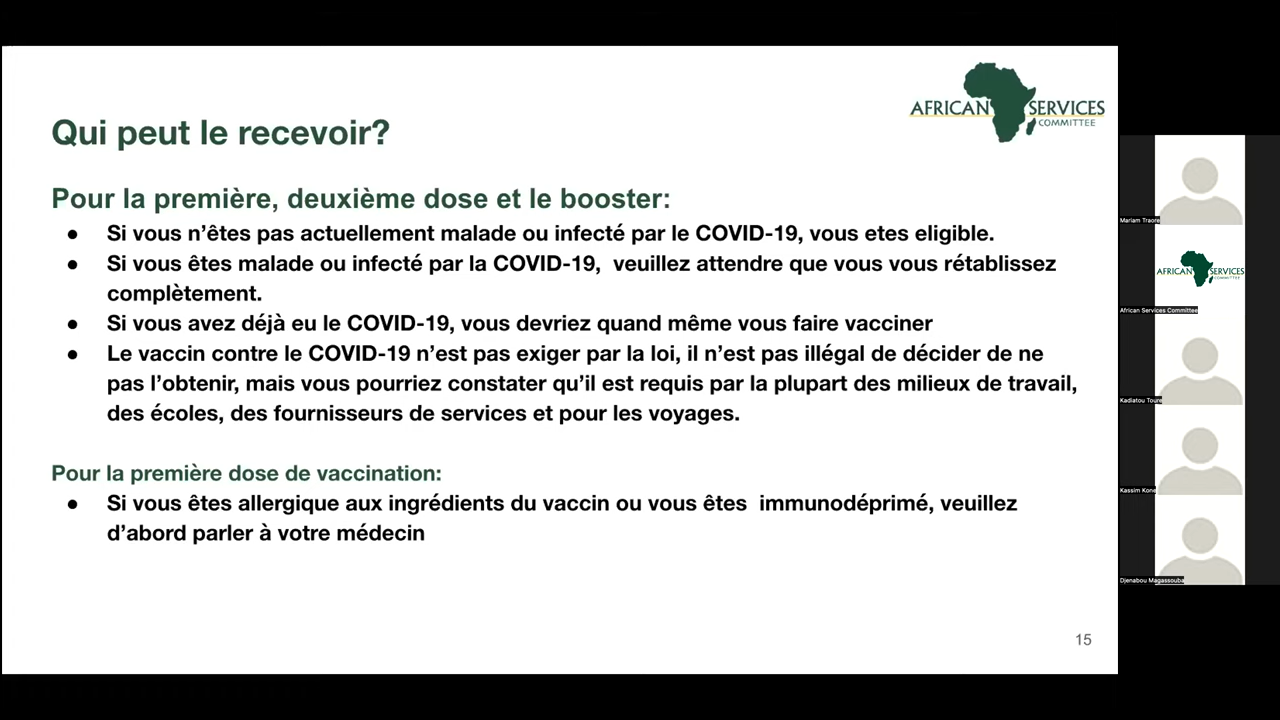 AFRICAN SERVICES
COMMITTEE
Qui peut le recevoir?
Pour la première, deuxième dose et le booster:
● Si vous n’êtes pas actuellement malade ou infecté par le COVID-19, vous etes eligible.
● Si vous êtes malade ou infecté par la COVID-19, veuillez attendre que vous vous rétablissez
complètement.
● Si vous avez déjà eu le COVID-19, vous devriez quand même vous faire vacciner
● Le vaccin contre le COVID-19 n’est pas exiger par la loi, il n’est pas illégal de décider de ne
pas l’obtenir, mais vous pourriez constater qu’il est requis par la plupart des milieux de travail,
des écoles, des fournisseurs de services et pour les voyages.
Pour la première dose de vaccination:
● Si vous êtes allergique aux ingrédients du vaccin ou vous êtes immunodéprimé, veuillez
d’abord parler à votre médecin
15
Mariam Traore
AFRICAN SERVICES
COMMITTEE
African Services Committee
Kadiatou Toure
Kassim Kone
Djenabou Magassouba